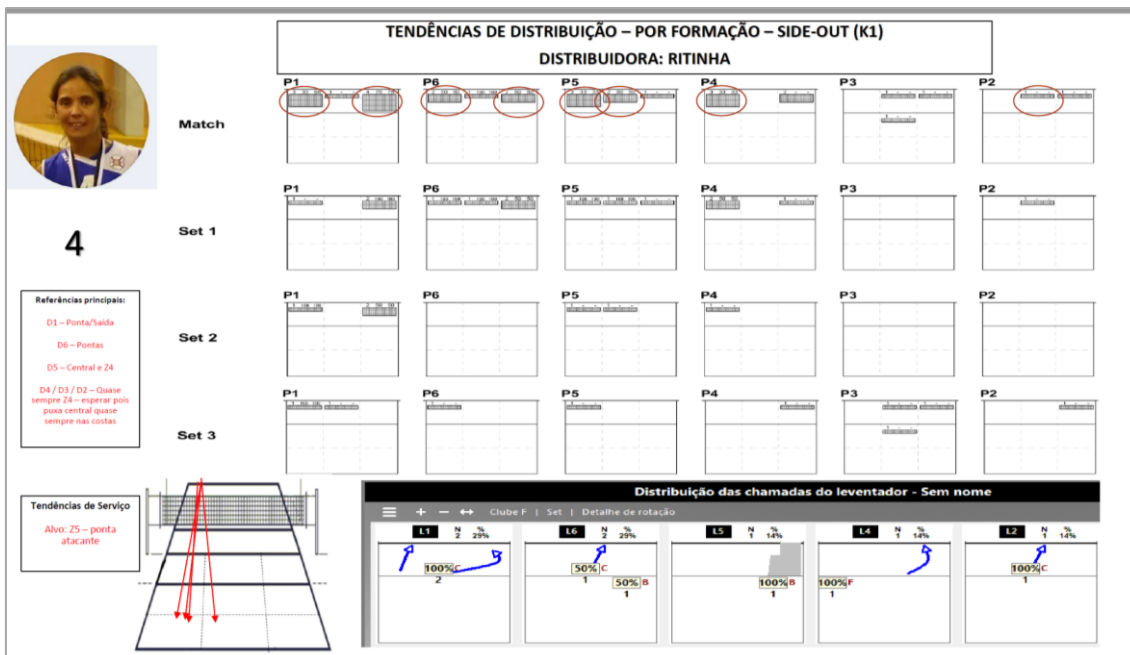 TENDÊNCIAS DE DISTRIBUIÇÃO – POR FORMAÇÃO – SIDE-OUT (K1)
DISTRIBUIDORA: RITINHA
P1 P6 P5 P4 P3 P2
Match
P1 P6 P5 P4 P3 P2
Set 1
4
P1 P6 P5 P4 P3 P2
Set 2
Referências principais:
D1 – Ponta/Saída
D6 – Pontas
D5 – Central e Z4
D4 / D3 / D2 – Quase
sempre Z4 – esperar pois
puxa central quase
sempre nas costas
P1 P6 P5 P4 P3 P2
Set 3
Tendências de Serviço
Alvo: Z5 – ponta
atacante
Distribuição das chamadas do leventador - Sem nome
Clube F | Set | Detalhe de rotação
L1 N % L6 N % L5 N % L4 N % L2 N %
2 29% 2 29% 1 14% 1 14% 1 14%
100% C 50% C 100% C
2 1 50% B 100% B 100% F 1
1 1 1